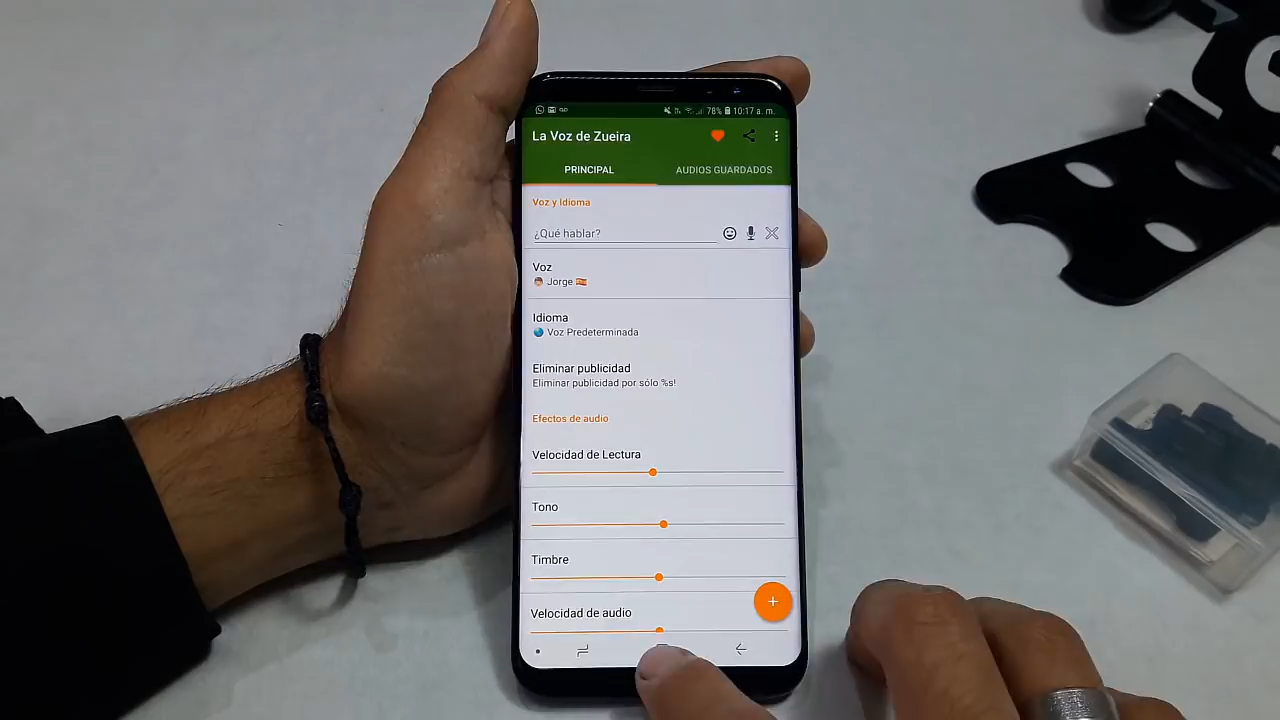 78% 10:17 a. m.
La Voz de Zueira
PRINCIPAL
AUDIOS GUARDADOS
Voz y Idioma
¿Qué hablar?
Voz
Jorge
Idioma
Voz Predeterminada
Eliminar publicidad
Eliminar publicidad por sólo %s!
Efectos de audio
Velocidad de Lectura
Tono
Timbre
Velocidad de audio